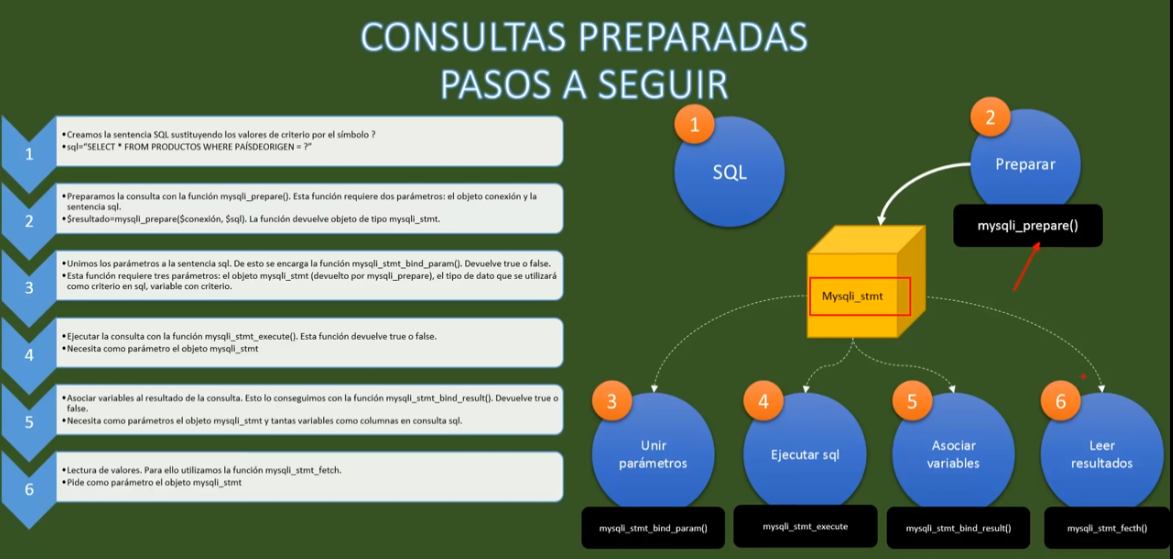 CONSULTAS PREPARADAS
PASOS A SEGUIR
1
•Creamos la sentencia SQL sustituyendo los valores de criterio por el símbolo ?
•sql="SELECT * FROM PRODUCTOS WHERE PAÍSDEORIGEN = ?"
2
•Preparamos la consulta con la función mysqli_prepare(). Esta función requiere dos parámetros: el objeto conexión y la
sentencia sql.
•$resultado=mysqli_prepare($conexión, $sql). La función devuelve objeto de tipo mysqli_stmt.
3
•Unimos los parámetros a la sentencia sql. De esto se encarga la función mysqli_stmt_bind_param(). Devuelve true o false.
•Esta función requiere tres parámetros: el objeto mysqli_stmt (devuelto por mysqli_prepare), el tipo de dato que se utilizará
como criterio en sql, variable con criterio.
4
•Ejecutar la consulta con la función mysqli_stmt_execute(). Esta función devuelve true o false.
•Necesita como parámetro el objeto mysqli_stmt
5
•Asociar variables al resultado de la consulta. Esto lo conseguimos con la función mysqli_stmt_bind_result(). Devuelve true o
false.
•Necesita como parámetros el objeto mysqli_stmt y tantas variables como columnas en consulta sql.
6
•Lectura de valores. Para ello utilizamos la función mysqli_stmt_fetch.
•Pide como parámetro el objeto mysqli_stmt
1
SQL
2
Preparar
mysqli_prepare()
Mysqli_stmt
3
Unir
parámetros
mysqli_stmt_bind_param()
4
Ejecutar sql
mysqli_stmt_execute
5
Asociar
variables
mysqli_stmt_bind_result()
6
Leer
resultados
mysqli_stmt_fecth()